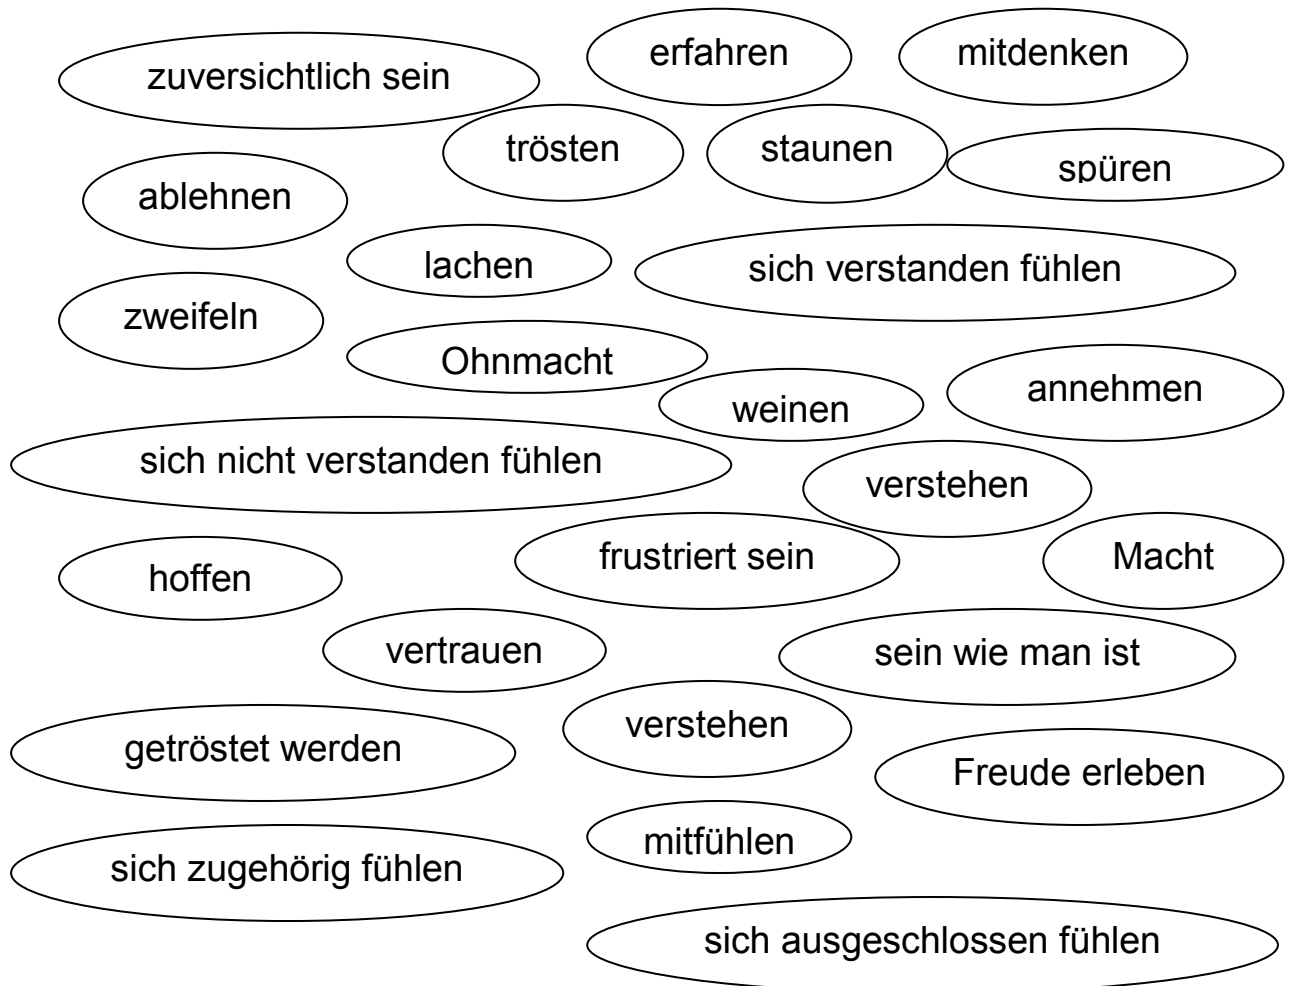 erfahren
mitdenken
zuversichtlich sein
trösten
staunen
spüren
ablehnen
lachen
sich verstanden fühlen
zweifeln
Ohnmacht
annehmen
weinen
sich nicht verstanden fühlen
verstehen
frustriert sein
Macht
hoffen
vertrauen
sein wie man ist
verstehen
getröstet werden
Freude erleben
mitfühlen
sich zugehörig fühlen
sich ausgeschlossen fühlen